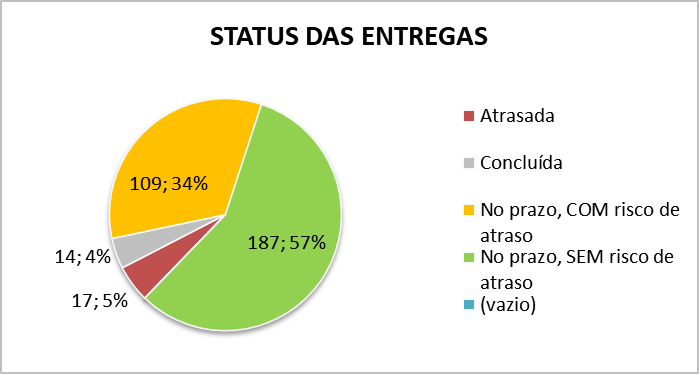 STATUS DAS ENTREGAS
109; 34%
187; 57%
14; 4%
17; 5%
Atrasada
Concluída
No prazo, COM risco de
atraso
No prazo, SEM risco de
atraso
(vazio)